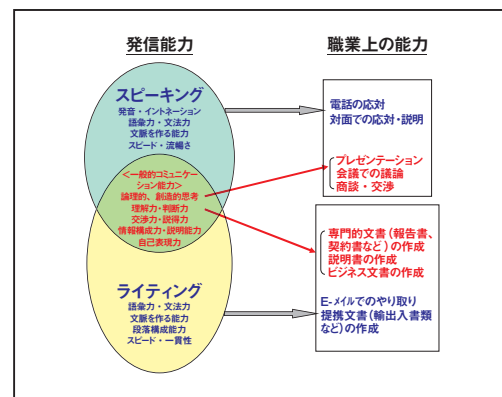 発信能力
職業上の能力
スピーキング
発音・イントネーション
語彙力・文法力
文脈を作る能力
スピード・流暢さ
<一般的コミュニケー
ション能力>
論理的、創造的思考
理解力・判断力
交渉力・説得力
情報構成力・説明能力
自己表現力
ライティング
語彙力・文法力
文脈を作る能力
段落構成能力
スピード・一貫性
電話の応対
対面での応対・説明
プレゼンテーション
会議での議論
商談・交渉
専門的文書(報告書、
契約書など)の作成
説明書の作成
ビジネス文書の作成
E-メイルでのやり取り
提携文書(輸出入書類
など)の作成